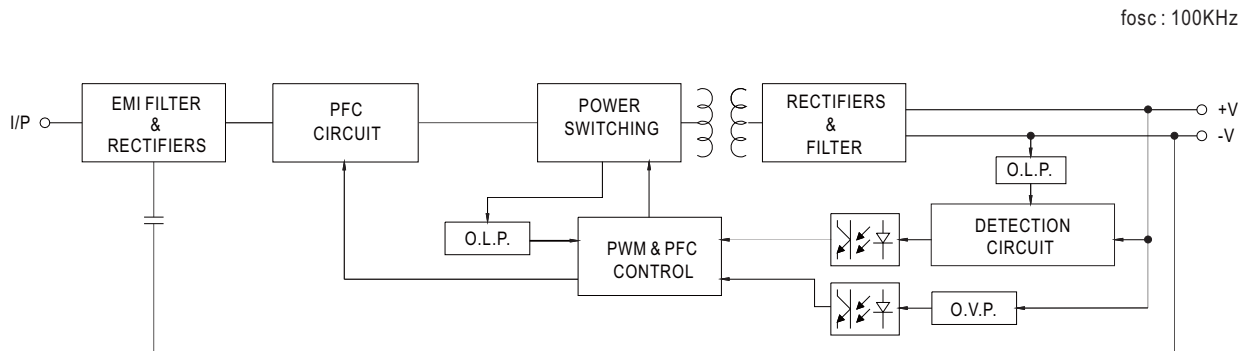 fosc : 100KHz
I/P
EMI FILTER
&
RECTIFIERS
PFC
CIRCUIT
POWER
SWITCHING
RECTIFIERS
&
FILTER
+V
-V
O.L.P.
O.L.P.
PWM & PFC
CONTROL
DETECTION
CIRCUIT
O.V.P.